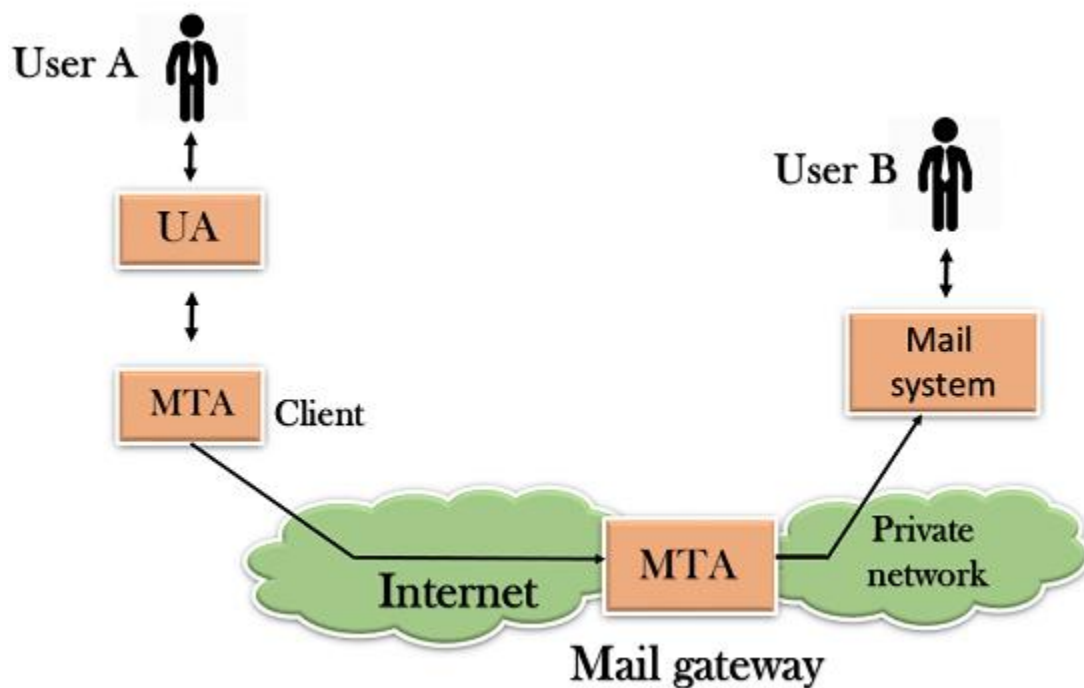 User A
User B
UA
Mail
system
MTA
Client
Private
network
MTA
Internet
Mail gateway